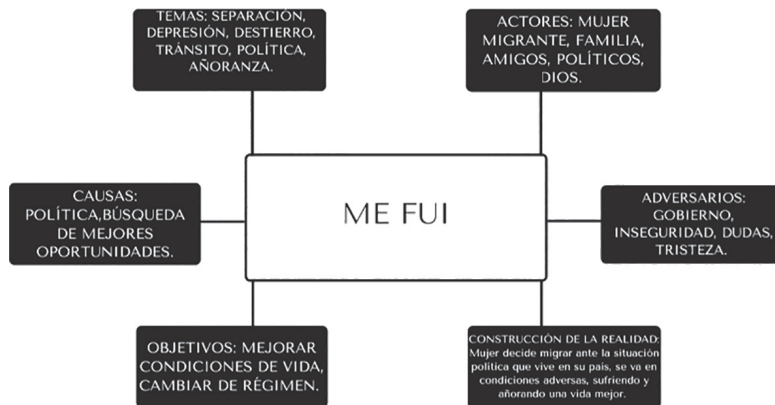 TEMAS: SEPARACIÓN,
DEPRESIÓN, DESTIERRO,
TRÁNSITO, POLÍTICA,
AÑORANZA.
ACTORES: MUJER
MIGRANTE, FAMILIA,
AMIGOS, POLÍTICOS,
DIOS.
CAUSAS:
POLÍTICA,BÚSQUEDA
DE MEJORES
OPORTUNIDADES.
ME FUI
ADVERSARIOS:
GOBIERNO,
INSEGURIDAD, DUDAS,
TRISTEZA.
OBJETIVOS: MEJORAR
CONDICIONES DE VIDA,
CAMBIAR DE RÉGIMEN.
CONSTRUCCIÓN DE LA REALIDAD:
Mujer decide migrar ante la situación
política que vive en su país, se va en
condiciones adversas, sufriendo y
añorando una vida mejor.